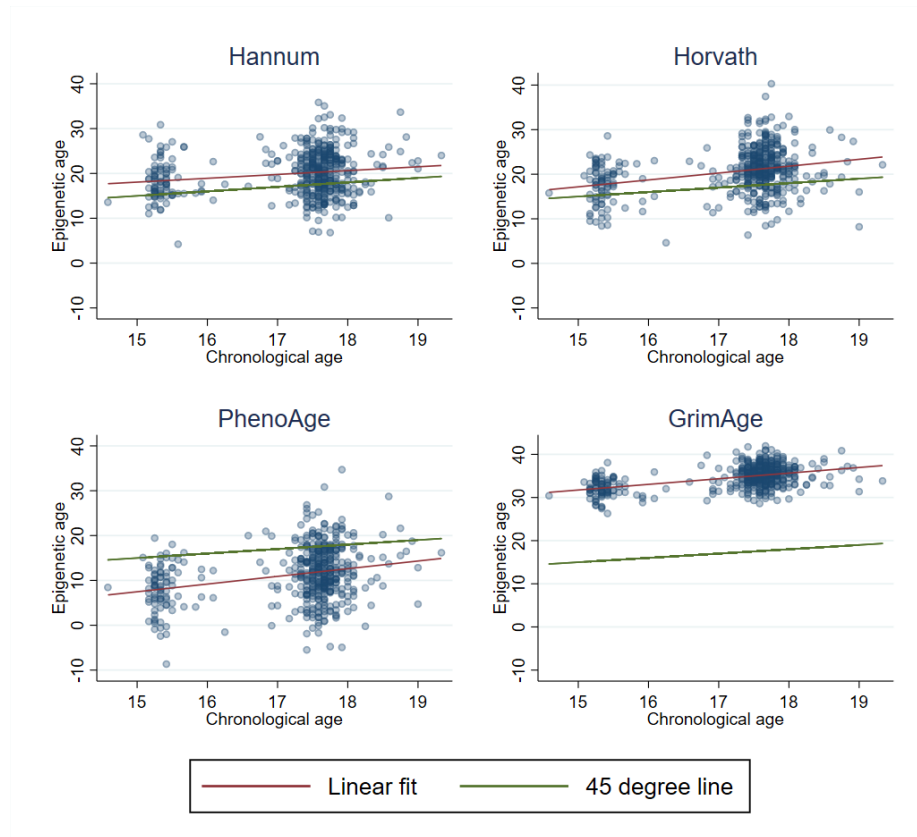 Hannum
Epigenetic age
40
30
20
10
0
-10
15 16 17 18 19
Chronological age
Horvath
Epigenetic age
40
30
20
10
0
-10
15 16 17 18 19
Chronological age
PhenoAge
Epigenetic age
40
30
20
10
0
-10
15 16 17 18 19
Chronological age
GrimAge
Epigenetic age
40
30
20
10
0
-10
15 16 17 18 19
Chronological age
Linear fit 45 degree line